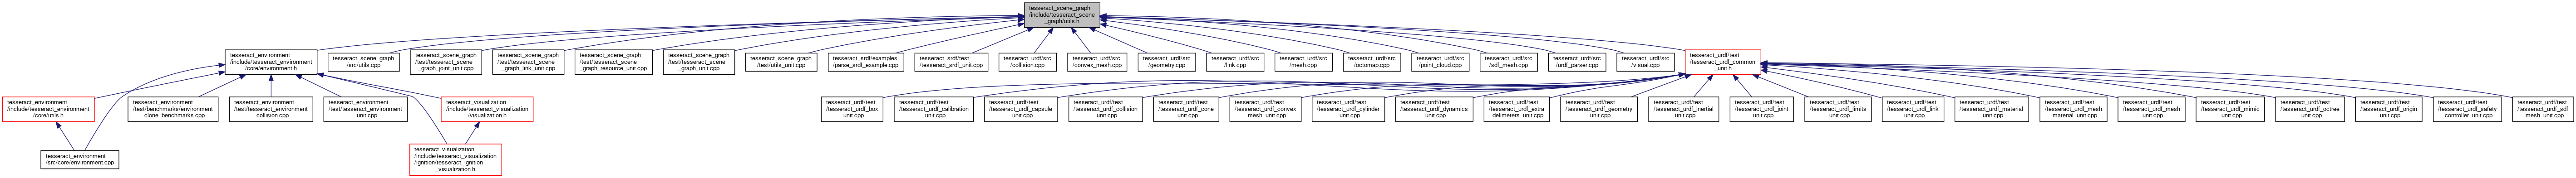 tesseract_scene_graph
/include/tesseract_scene
_graph/utils.h
tesseract_environment
/include/tesseract_environment
/core/environment.h
tesseract_scene_graph
/src/utils.cpp
tesseract_scene_graph
/test/tesseract_scene
_graph_joint_unit.cpp
tesseract_scene_graph
/test/tesseract_scene
_graph_link_unit.cpp
tesseract_scene_graph
/test/tesseract_scene
_graph_resource_unit.cpp
tesseract_scene_graph
/test/tesseract_scene
_graph_unit.cpp
tesseract_scene_graph
/test/utils_unit.cpp
tesseract_srdf/examples
/parse_srdf_example.cpp
tesseract_srdf/test
/tesseract_srdf_unit.cpp
tesseract_urdf/src
/collision.cpp
tesseract_urdf/src
/convex_mesh.cpp
tesseract_urdf/src
/geometry.cpp
tesseract_urdf/src
/link.cpp
tesseract_urdf/src
/mesh.cpp
tesseract_urdf/src
/octomap.cpp
tesseract_urdf/src
/point_cloud.cpp
tesseract_urdf/src
/sdf_mesh.cpp
tesseract_urdf/src
/urdf_parser.cpp
tesseract_urdf/src
/visual.cpp
tesseract_urdf/test
/tesseract_urdf_common
_unit.h
tesseract_environment
/include/tesseract_environment
/core/utils.h
tesseract_environment
/test/benchmarks/environment
_clone_benchmarks.cpp
tesseract_environment
/test/tesseract_environment
_collision.cpp
tesseract_environment
/test/tesseract_environment
_unit.cpp
tesseract_visualization
/include/tesseract_visualization
/visualization.h
tesseract_urdf/test
/tesseract_urdf_box
_unit.cpp
tesseract_urdf/test
/tesseract_urdf_calibration
_unit.cpp
tesseract_urdf/test
/tesseract_urdf_capsule
_unit.cpp
tesseract_urdf/test
/tesseract_urdf_collision
_unit.cpp
tesseract_urdf/test
/tesseract_urdf_cone
_unit.cpp
tesseract_urdf/test
/tesseract_urdf_convex
_mesh_unit.cpp
tesseract_urdf/test
/tesseract_urdf_cylinder
_unit.cpp
tesseract_urdf/test
/tesseract_urdf_dynamics
_unit.cpp
tesseract_urdf/test
/tesseract_urdf_extra
_delimeters_unit.cpp
tesseract_urdf/test
/tesseract_urdf_geometry
_unit.cpp
tesseract_urdf/test
/tesseract_urdf_inertial
_unit.cpp
tesseract_urdf/test
/tesseract_urdf_joint
_unit.cpp
tesseract_urdf/test
/tesseract_urdf_limits
_unit.cpp
tesseract_urdf/test
/tesseract_urdf_link
_unit.cpp
tesseract_urdf/test
/tesseract_urdf_material
_unit.cpp
tesseract_urdf/test
/tesseract_urdf_mesh
_material_unit.cpp
tesseract_urdf/test
/tesseract_urdf_mesh
_unit.cpp
tesseract_urdf/test
/tesseract_urdf_mimic
_unit.cpp
tesseract_urdf/test
/tesseract_urdf_octree
_unit.cpp
tesseract_urdf/test
/tesseract_urdf_origin
_unit.cpp
tesseract_urdf/test
/tesseract_urdf_safety
_controller_unit.cpp
tesseract_urdf/test
/tesseract_urdf_sdf
_mesh_unit.cpp
tesseract_environment
/src/core/environment.cpp
tesseract_visualization
/include/tesseract_visualization
/ignition/tesseract_ignition
_visualization.h